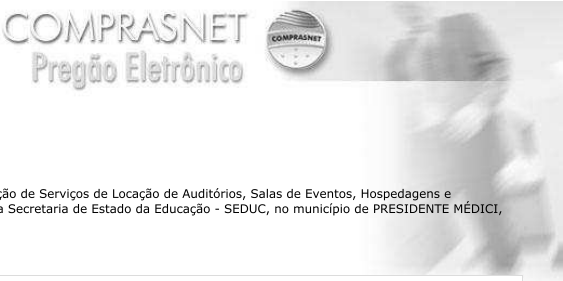 COMPRASNET
COMPRASNET
Pregão Eletrônico
ção de Serviços de Locação de Auditórios, Salas de Eventos, Hospedagens e
a Secretaria de Estado da Educação - SEDUC, no município de PRESIDENTE MÉDICI,